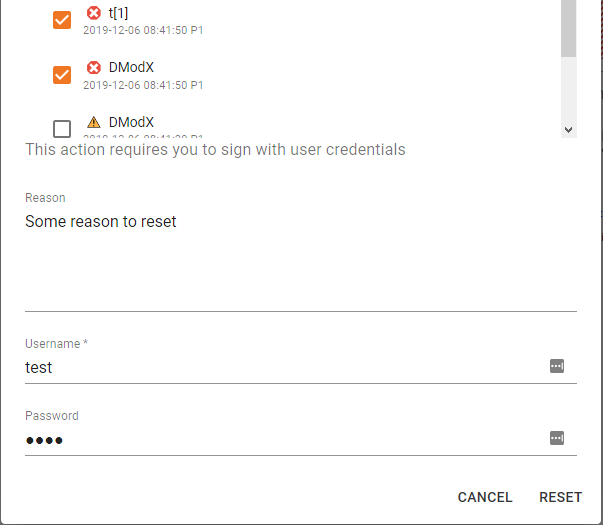 t[1]
2019-12-06 08:41:50 P1
DModX
2019-12-06 08:41:50 P1
DModX
This action requires you to sign with user credentials
Reason
Some reason to reset
Username *
test
Password
CANCEL RESET